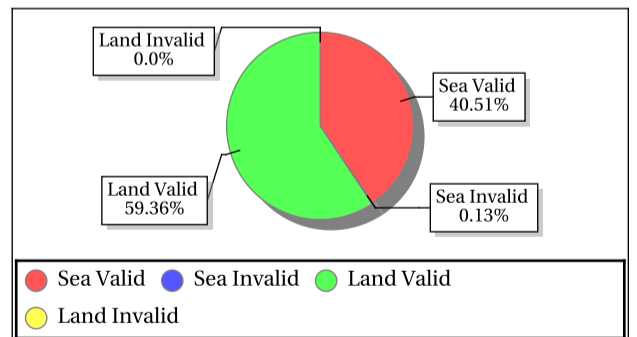 Land Invalid
0.0%
Sea Valid
40.51%
Land Valid
59.36%
Sea Invalid
0.13%
Sea Valid Sea Invalid Land Valid
Land Invalid